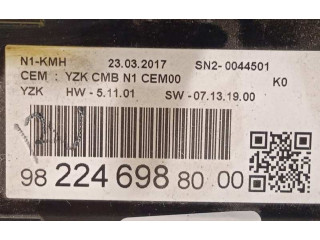 N1-KMH 23.03.2017 SN2- 0044501
CEM : YZK CMB N1 CEM00 K0
YZK HW - 5.11.01 SW - 07.13.19.00
98 224 698 80 00